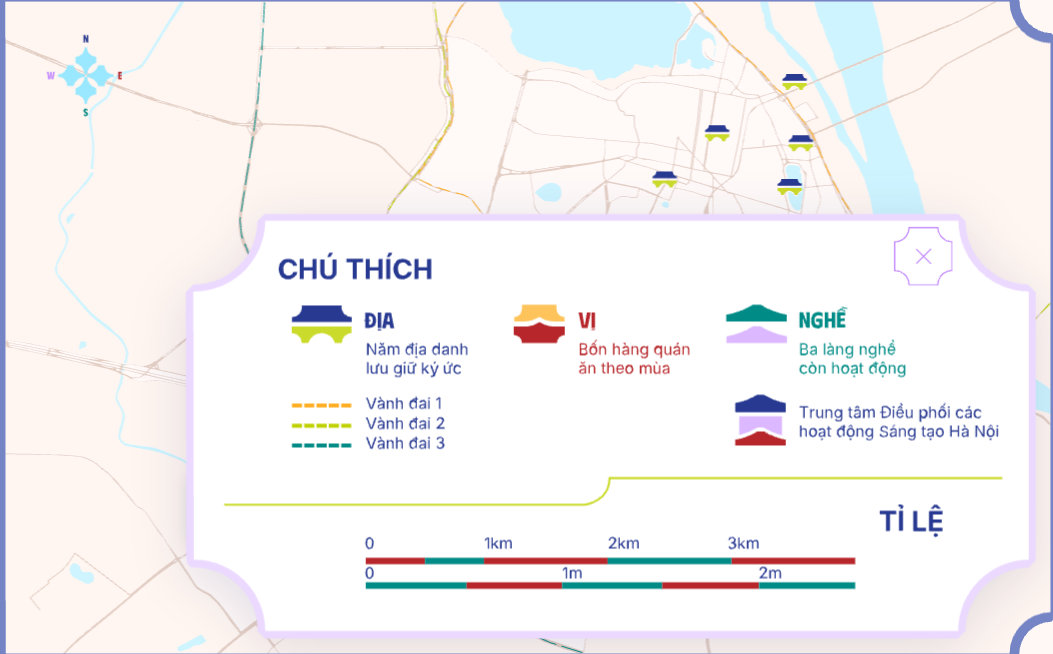 N
W
E
S
CHÚ THÍCH
ĐỊA
Năm địa danh
lưu giữ ký ức
VỊ
Bốn hàng quán
ăn theo mùa
NGHỀ
Ba làng nghề
còn hoạt động
Vành đai 1
Vành đai 2
Vành đai 3
Trung tâm Điều phối các
hoạt động Sáng tạo Hà Nội
TỈ LỆ
0 1km 2km 3km
0 1m 2m